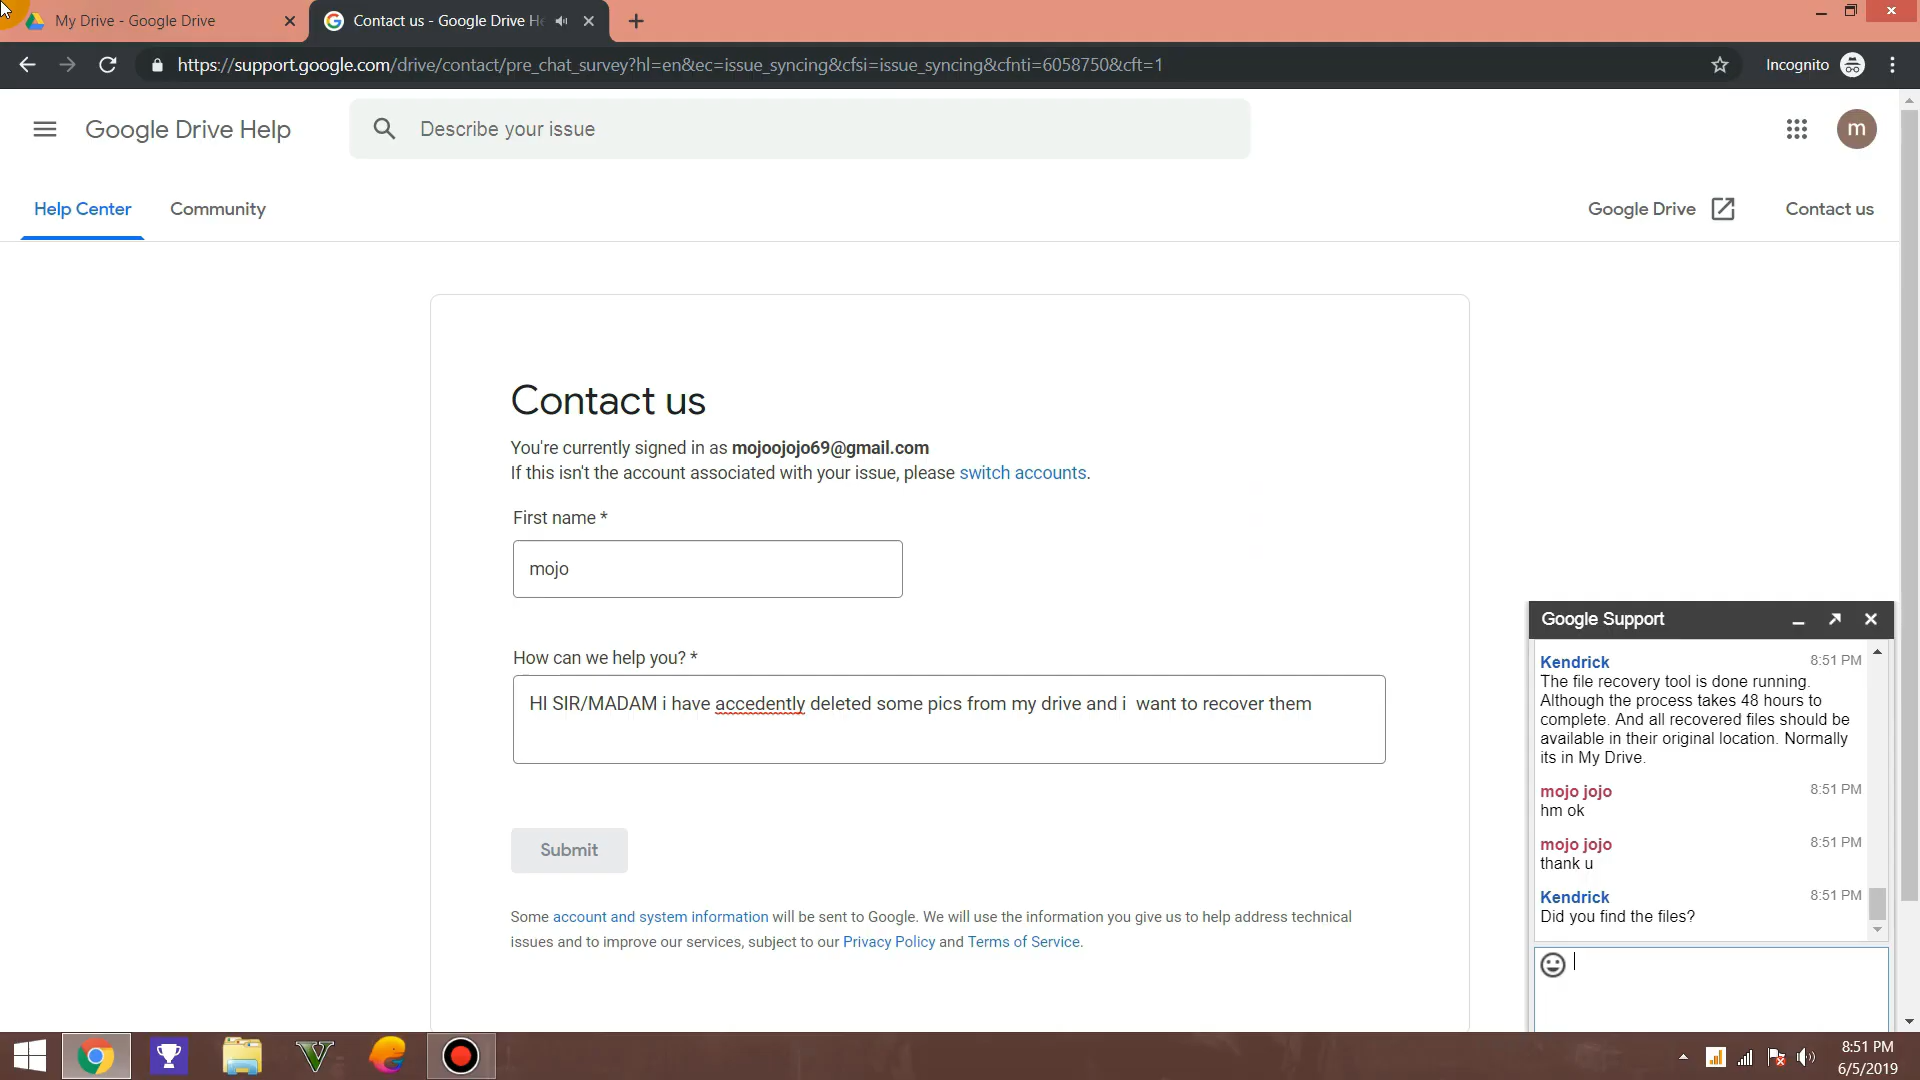 My Drive - Google Drive
Contact us - Google Drive He
https://support.google.com/drive/contact/pre_chat_survey?hl=en&ec=issue_syncing&cfsi=issue_syncing&cfnti=6058750&cft=1
Incognito
Google Drive Help
Describe your issue
m
Help Center
Community
Google Drive
Contact us
Contact us
You're currently signed in as mojoojojo69@gmail.com
If this isn't the account associated with your issue, please switch accounts.
First name *
mojo
How can we help you? *
HI SIR/MADAM i have accedently deleted some pics from my drive and i  want to recover them
Submit
Some account and system information will be sent to Google. We will use the information you give us to help address technical
issues and to improve our services, subject to our Privacy Policy and Terms of Service.
Google Support
Kendrick 8:51 PM
The file recovery tool is done running.
Although the process takes 48 hours to
complete. And all recovered files should be
available in their original location. Normally
its in My Drive.
mojo jojo 8:51 PM
hm ok
mojo jojo 8:51 PM
thank u
Kendrick 8:51 PM
Did you find the files?
8:51 PM
6/5/2019